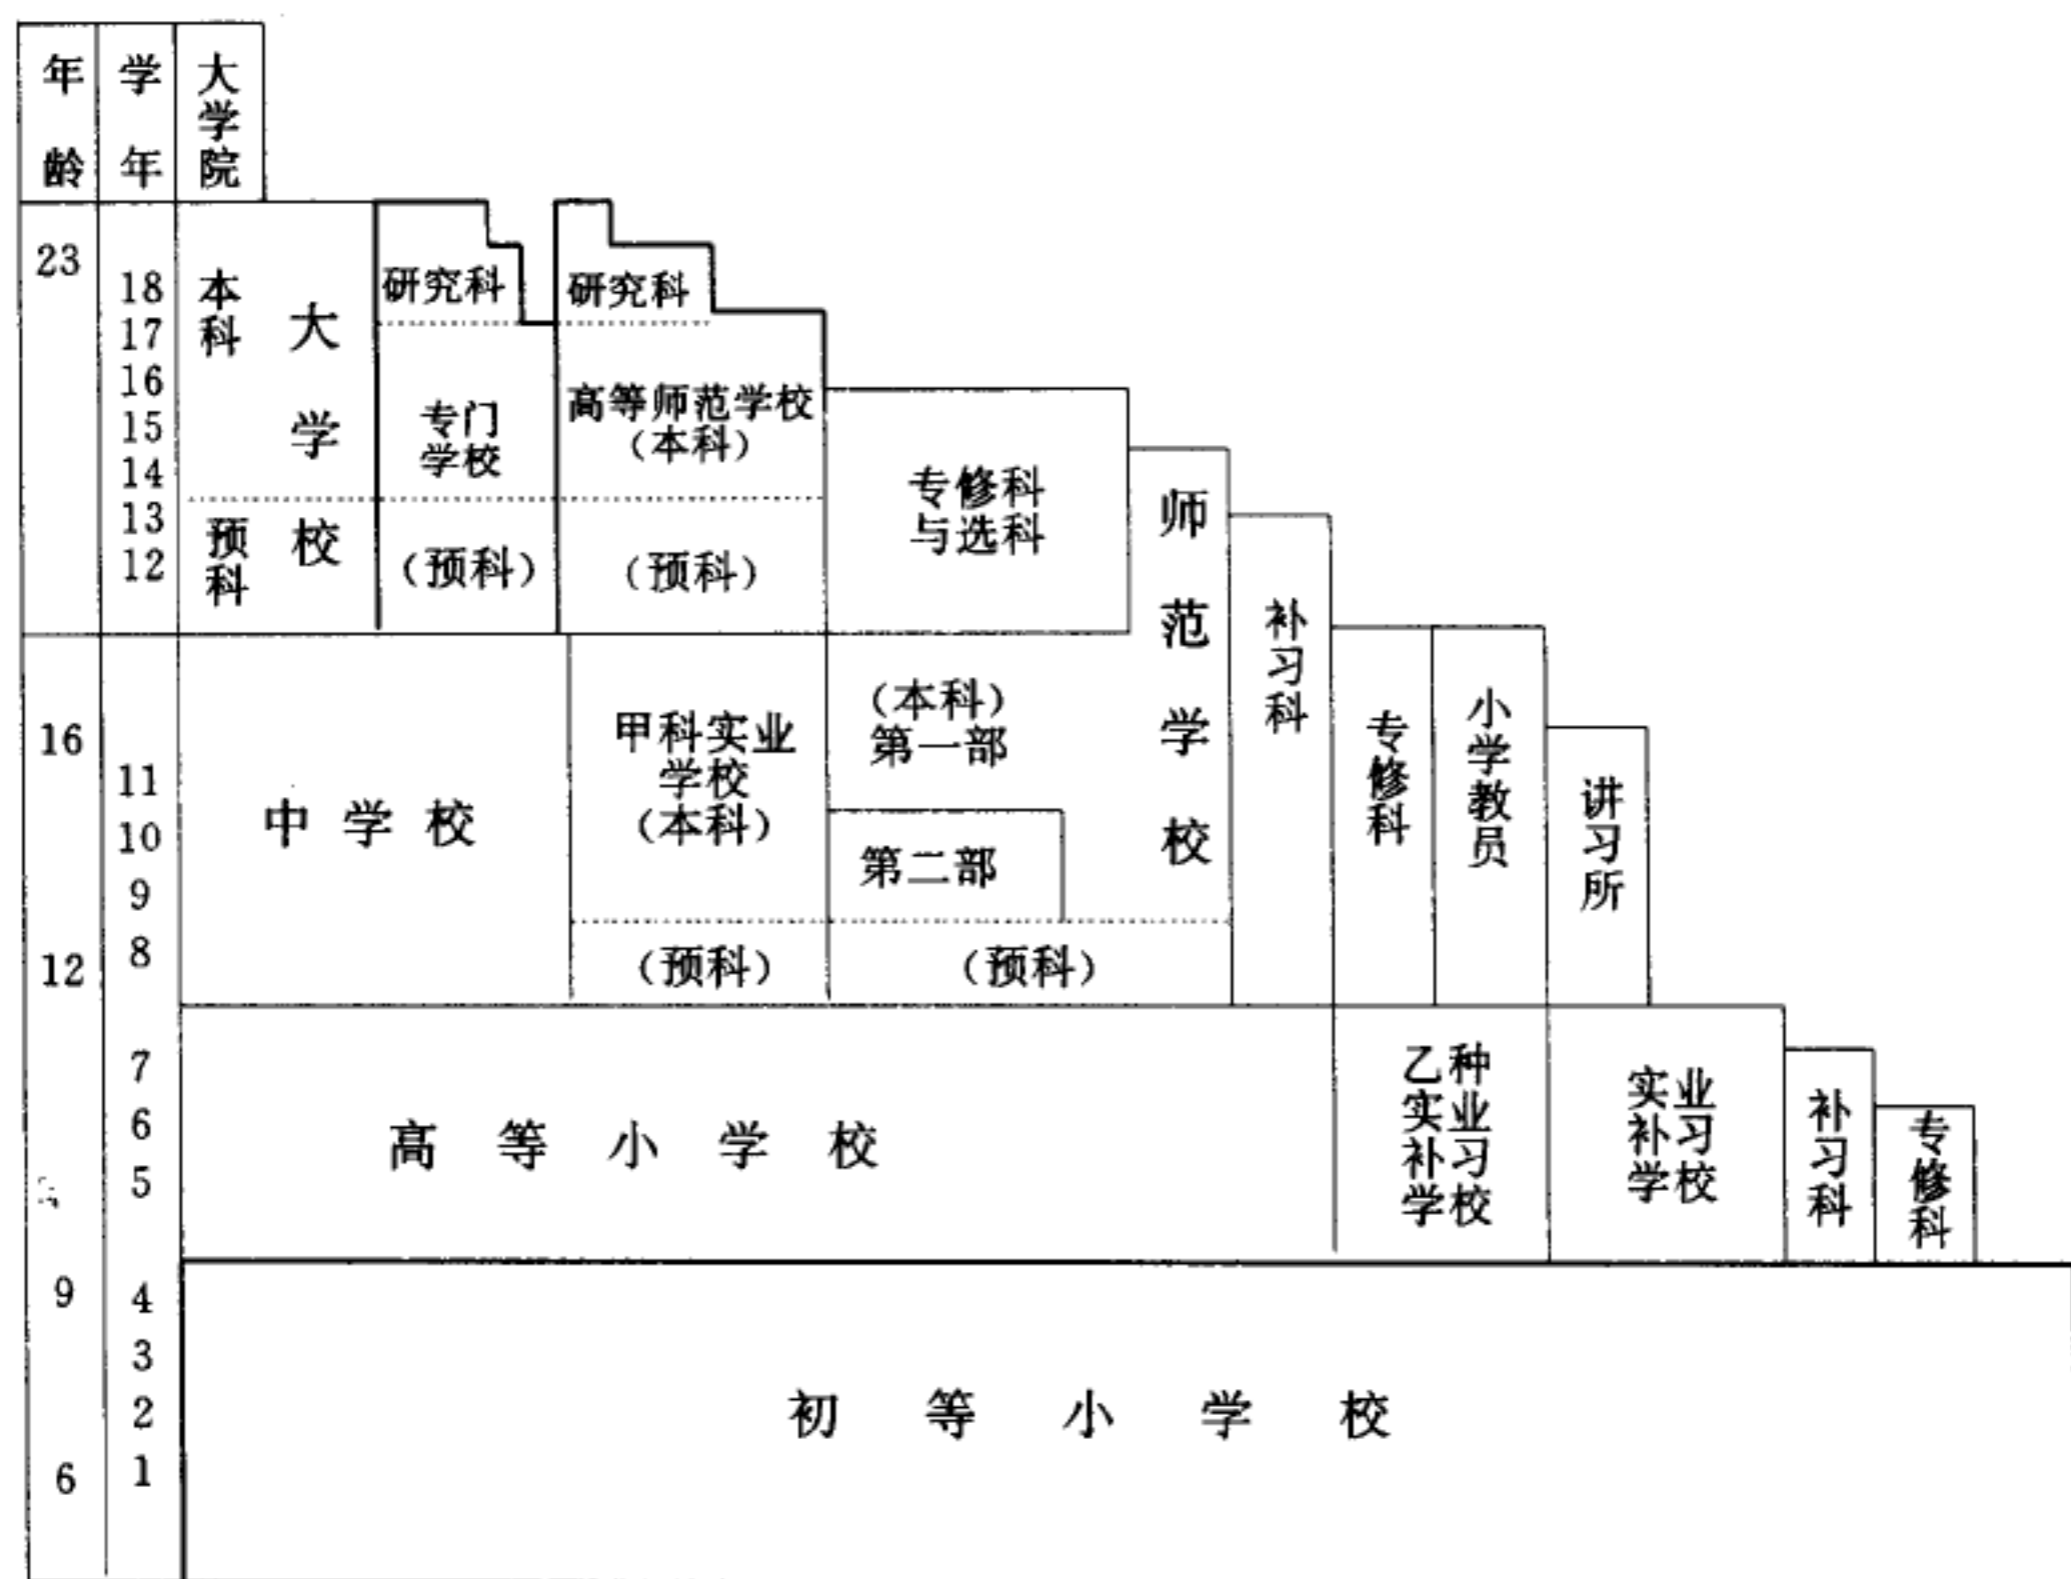 年龄
学年
大学院
23
16
12
9
6
18
17
16
15
14
13
12
11
10
9
8
7
6
5
4
3
2
1
本科
预科
大学校
研究科
专门
学校
(预科)
研究科
高等师范学校
(本科)
(预科)
专修科
与选科
师范学校
补习科
专修科
小学教员
讲习所
中学校
甲科实业
学校
(本科)
(预科)
(本科)
第一部
第二部
(预科)
高等小学校
乙种
实业
补习
学校
实业
补习
学校
补习科
专修科
初等小学校